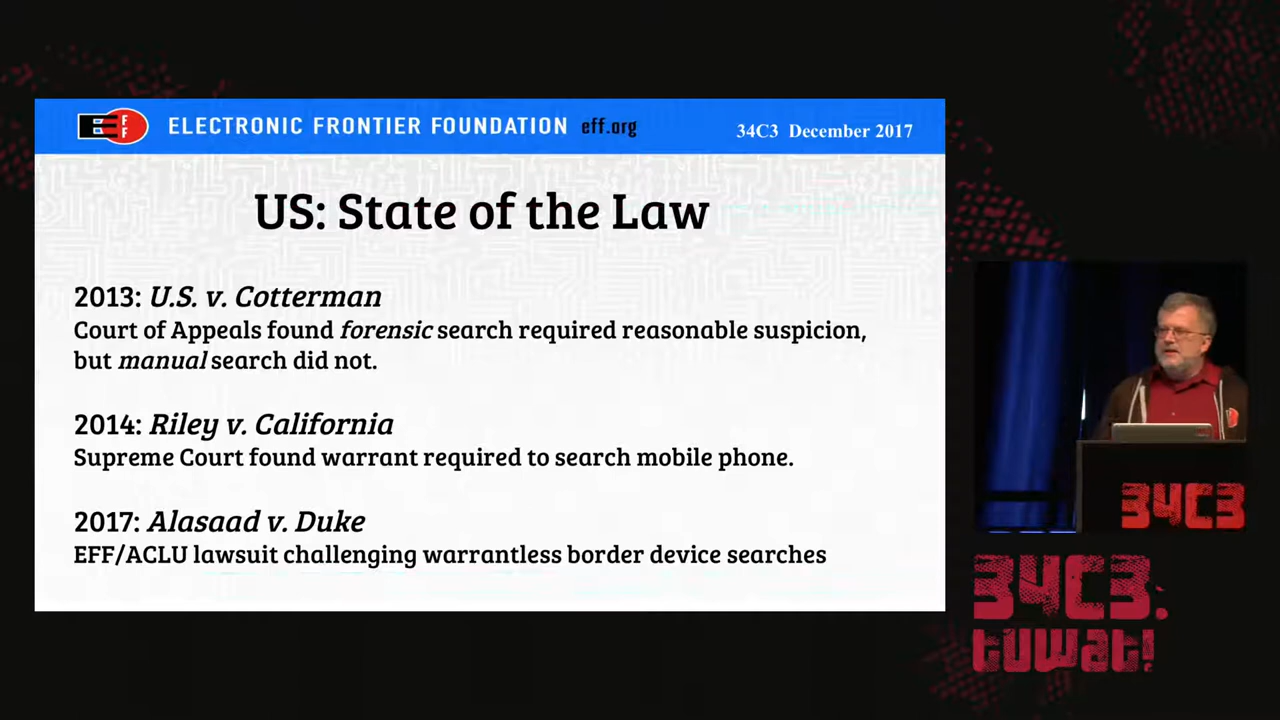 EFF
ELECTRONIC FRONTIER FOUNDATION eff.org
34C3 December 2017
US: State of the Law
2013: U.S. v. Cotterman
Court of Appeals found forensic search required reasonable suspicion,
but manual search did not.
2014: Riley v. California
Supreme Court found warrant required to search mobile phone.
2017: Alasaad v. Duke
EFF/ACLU lawsuit challenging warrantless border device searches
34C3
34C3:
tuwat!